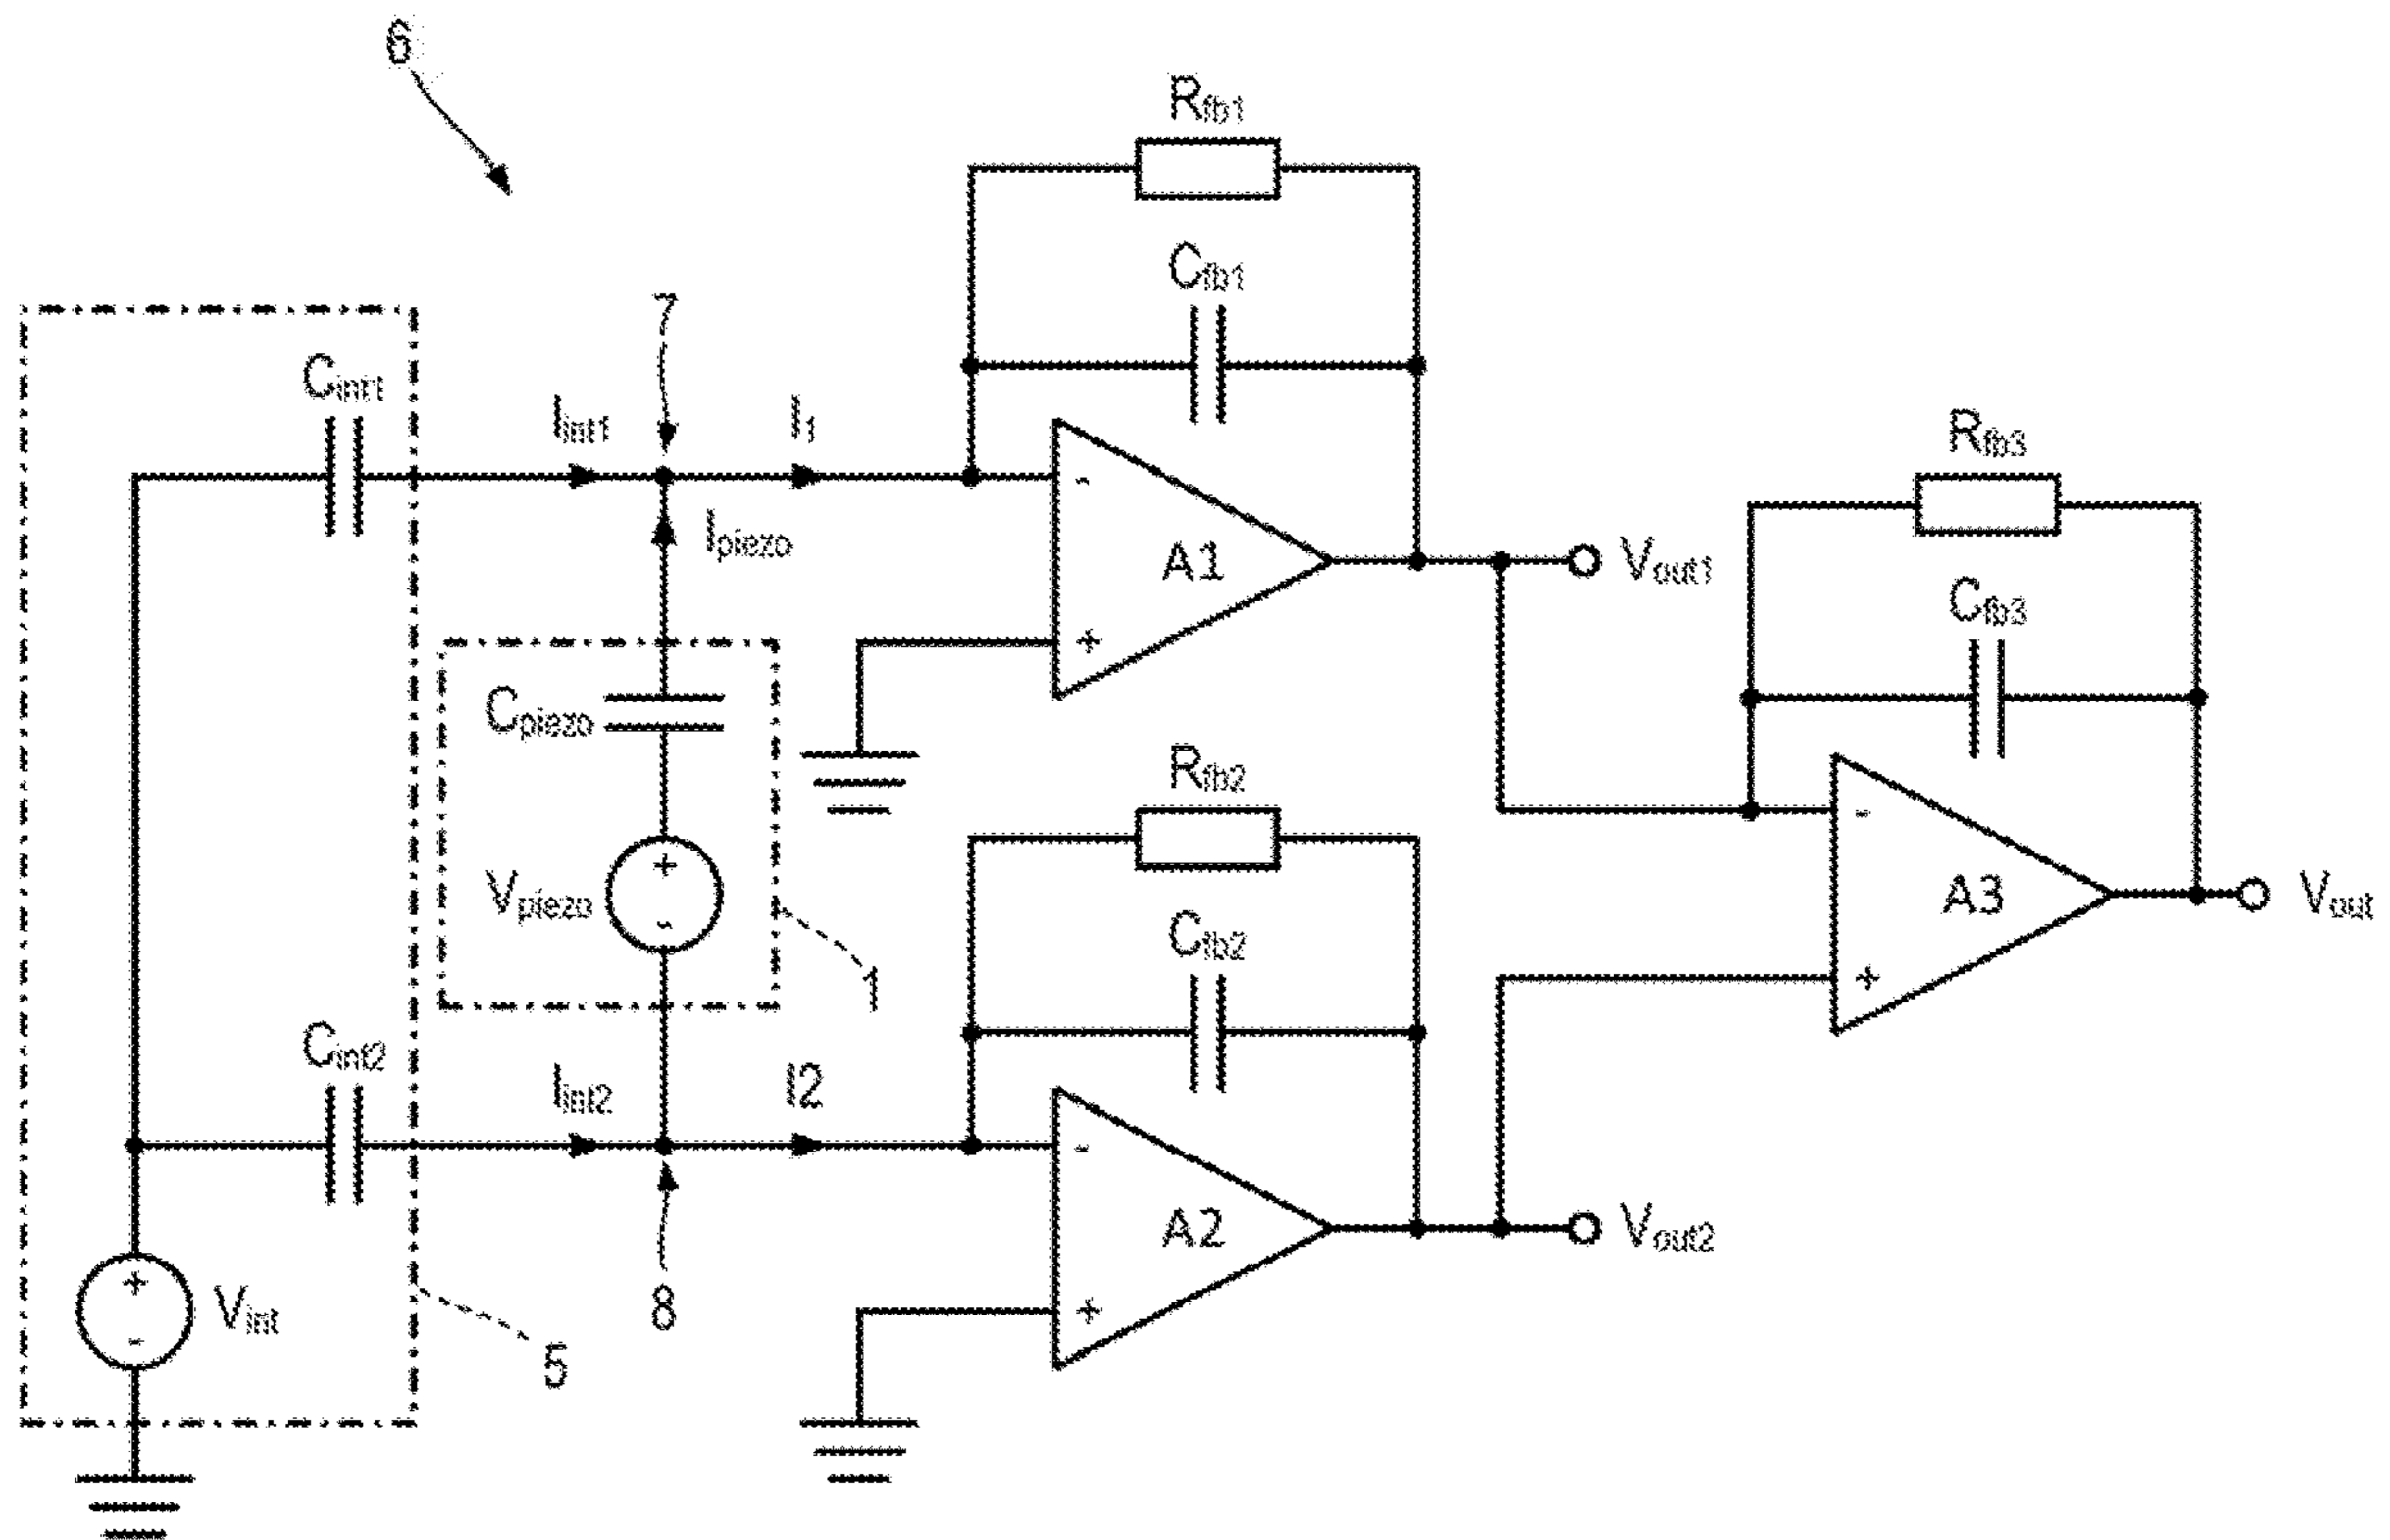 6
Rfb1
Cfb1
7
Cint1
Iint1
I1
Rfb3
-
Ipiezo
A1
Vout1
Cfb3
+
Cpiezo
Rfb2
-
+
Vpiezo
A3
Vout
-
Cfb2
1
+
Cint2
Iint2
I2
-
A2
Vout2
+
Vint
8
+
-
5